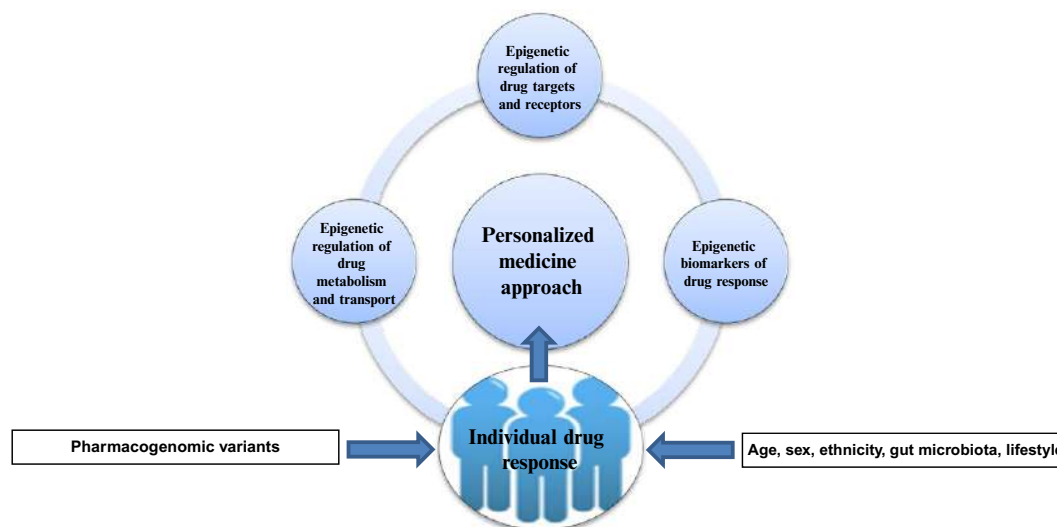 Epigenetic
regulation of
drug targets
and receptors
Epigenetic
regulation of
drug
metabolism
and transport
Personalized
medicine
approach
Epigenetic
biomarkers of
drug response
Pharmacogenomic variants
Individual drug
response
Age, sex, ethnicity, gut microbiota, lifestyle